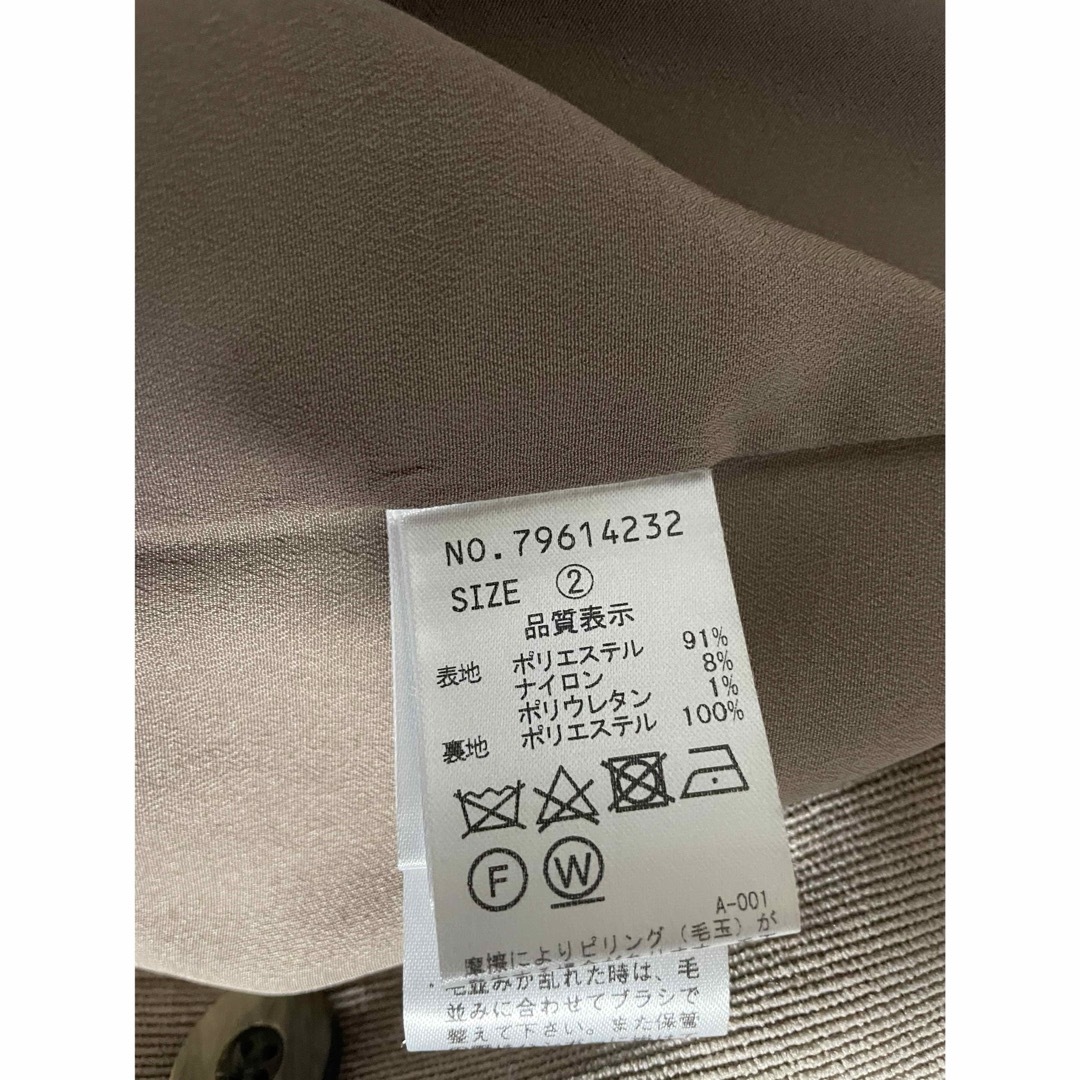 NO.79614232
SIZE ②
品質表示
表地 ポリエステル 91%
ナイロン 8%
ポリウレタン 1%
裏地 ポリエステル 100%
F W
A-001
摩擦によりピリング(毛玉)が
・毛並みが乱れた時は、毛
並みに合わせてブラシで
整えて下さい。また保管